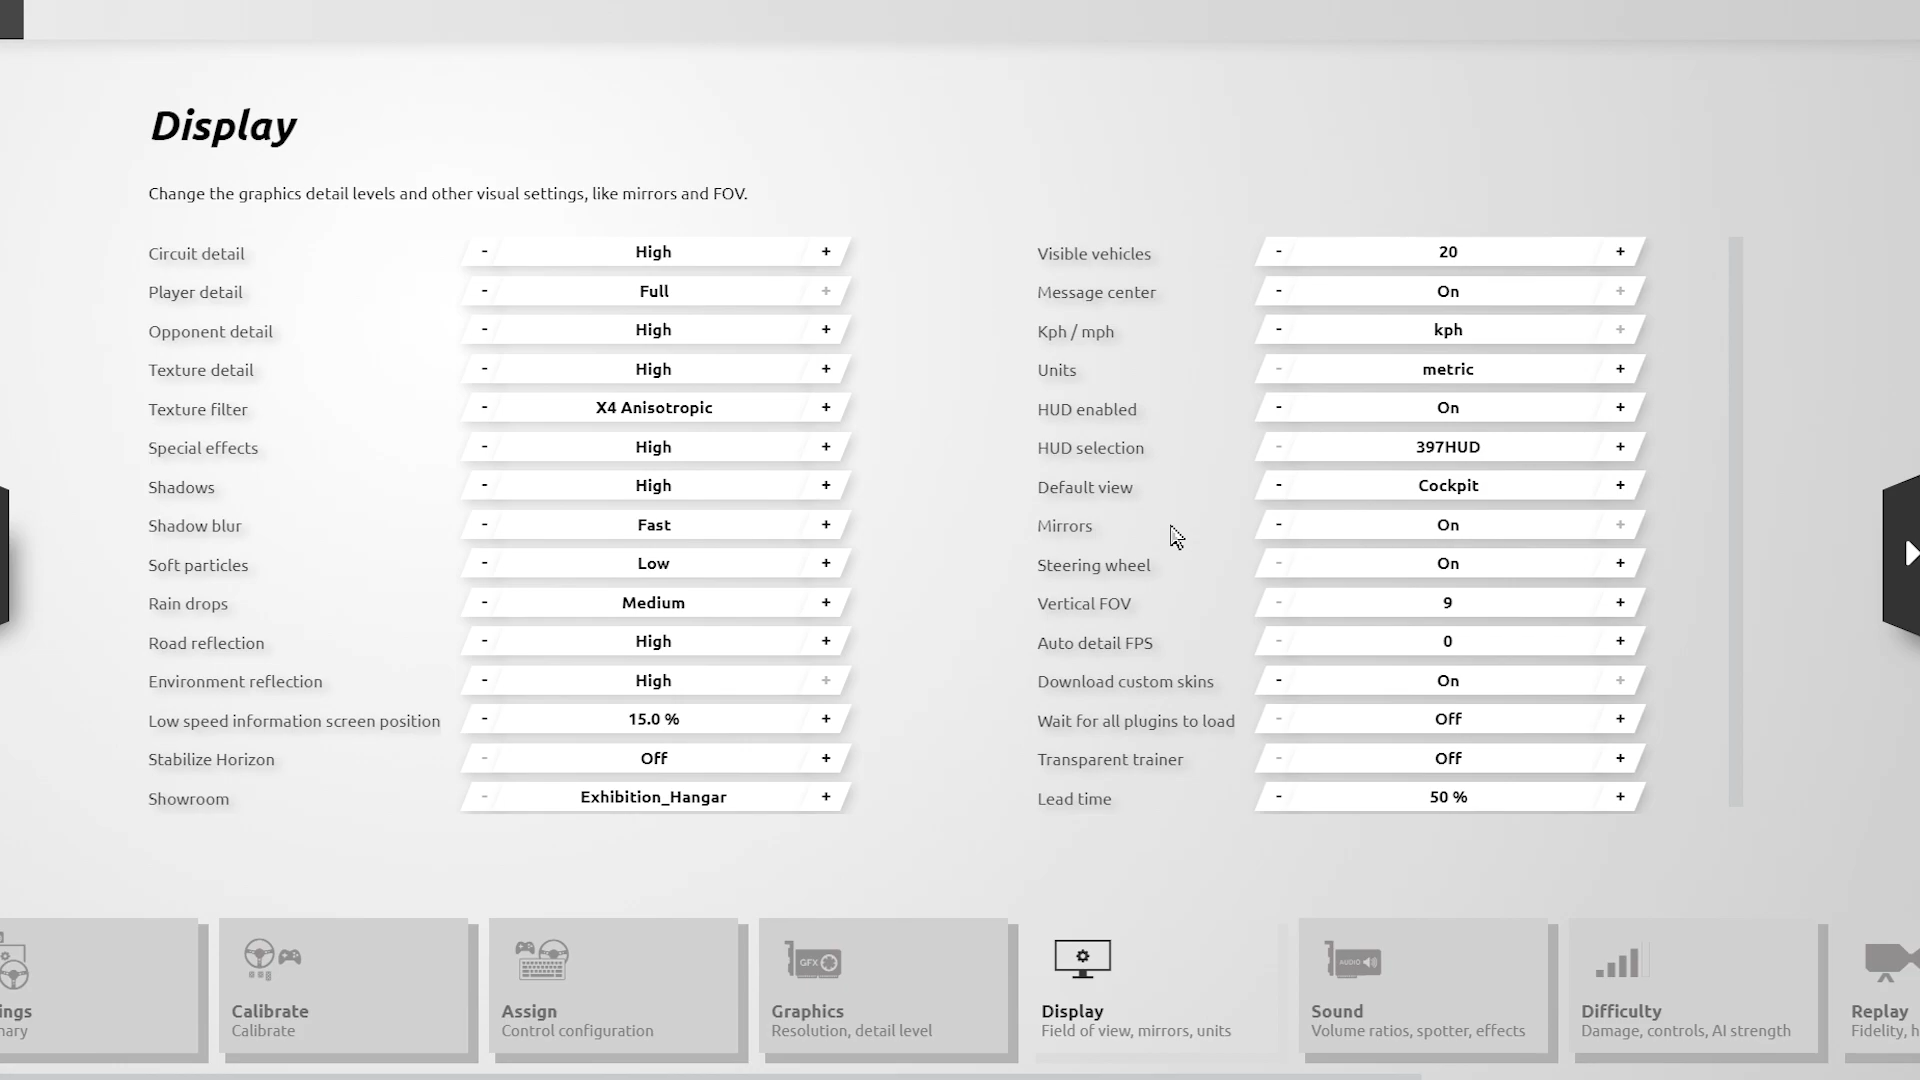 Display
Change the graphics detail levels and other visual settings, like mirrors and FOV.
Circuit detail - High +
Player detail - Full +
Opponent detail - High +
Texture detail - High +
Texture filter - X4 Anisotropic +
Special effects - High +
Shadows - High +
Shadow blur - Fast +
Soft particles - Low +
Rain drops - Medium +
Road reflection - High +
Environment reflection - High +
Low speed information screen position - 15.0 % +
Stabilize Horizon - Off +
Showroom - Exhibition_Hangar +
Visible vehicles - 20 +
Message center - On +
Kph / mph - kph +
Units - metric +
HUD enabled - On +
HUD selection - 397HUD +
Default view - Cockpit +
Mirrors - On +
Steering wheel - On +
Vertical FOV - 9 +
Auto detail FPS - 0 +
Download custom skins - On +
Wait for all plugins to load - Off +
Transparent trainer - Off +
Lead time - 50 % +
ings
nary
Calibrate
Calibrate
Assign
Control configuration
GFX
Graphics
Resolution, detail level
Display
Field of view, mirrors, units
AUDIO
Sound
Volume ratios, spotter, effects
Difficulty
Damage, controls, AI strength
Replay
Fidelity, h